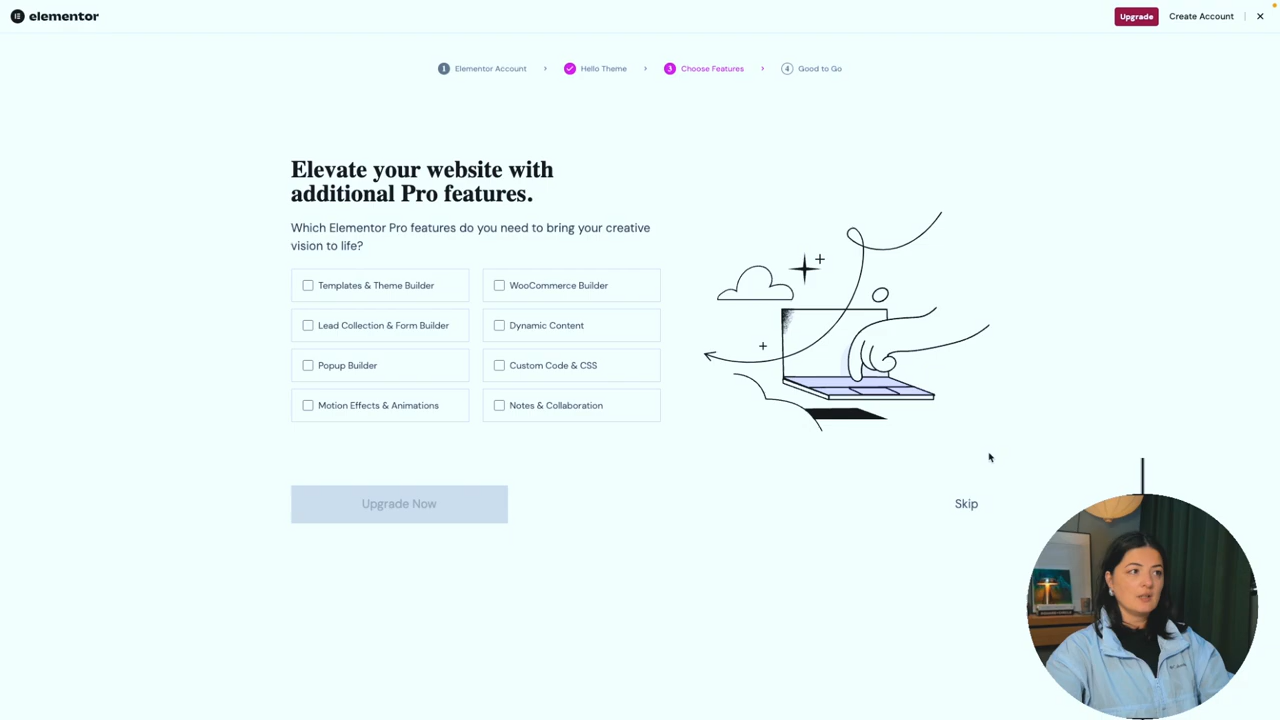 elementor
Upgrade
Create Account
1 Elementor Account
Hello Theme
3 Choose Features
4 Good to Go
Elevate your website with
additional Pro features.
Which Elementor Pro features do you need to bring your creative
vision to life?
Templates & Theme Builder
WooCommerce Builder
Lead Collection & Form Builder
Dynamic Content
Popup Builder
Custom Code & CSS
Motion Effects & Animations
Notes & Collaboration
Upgrade Now
Skip